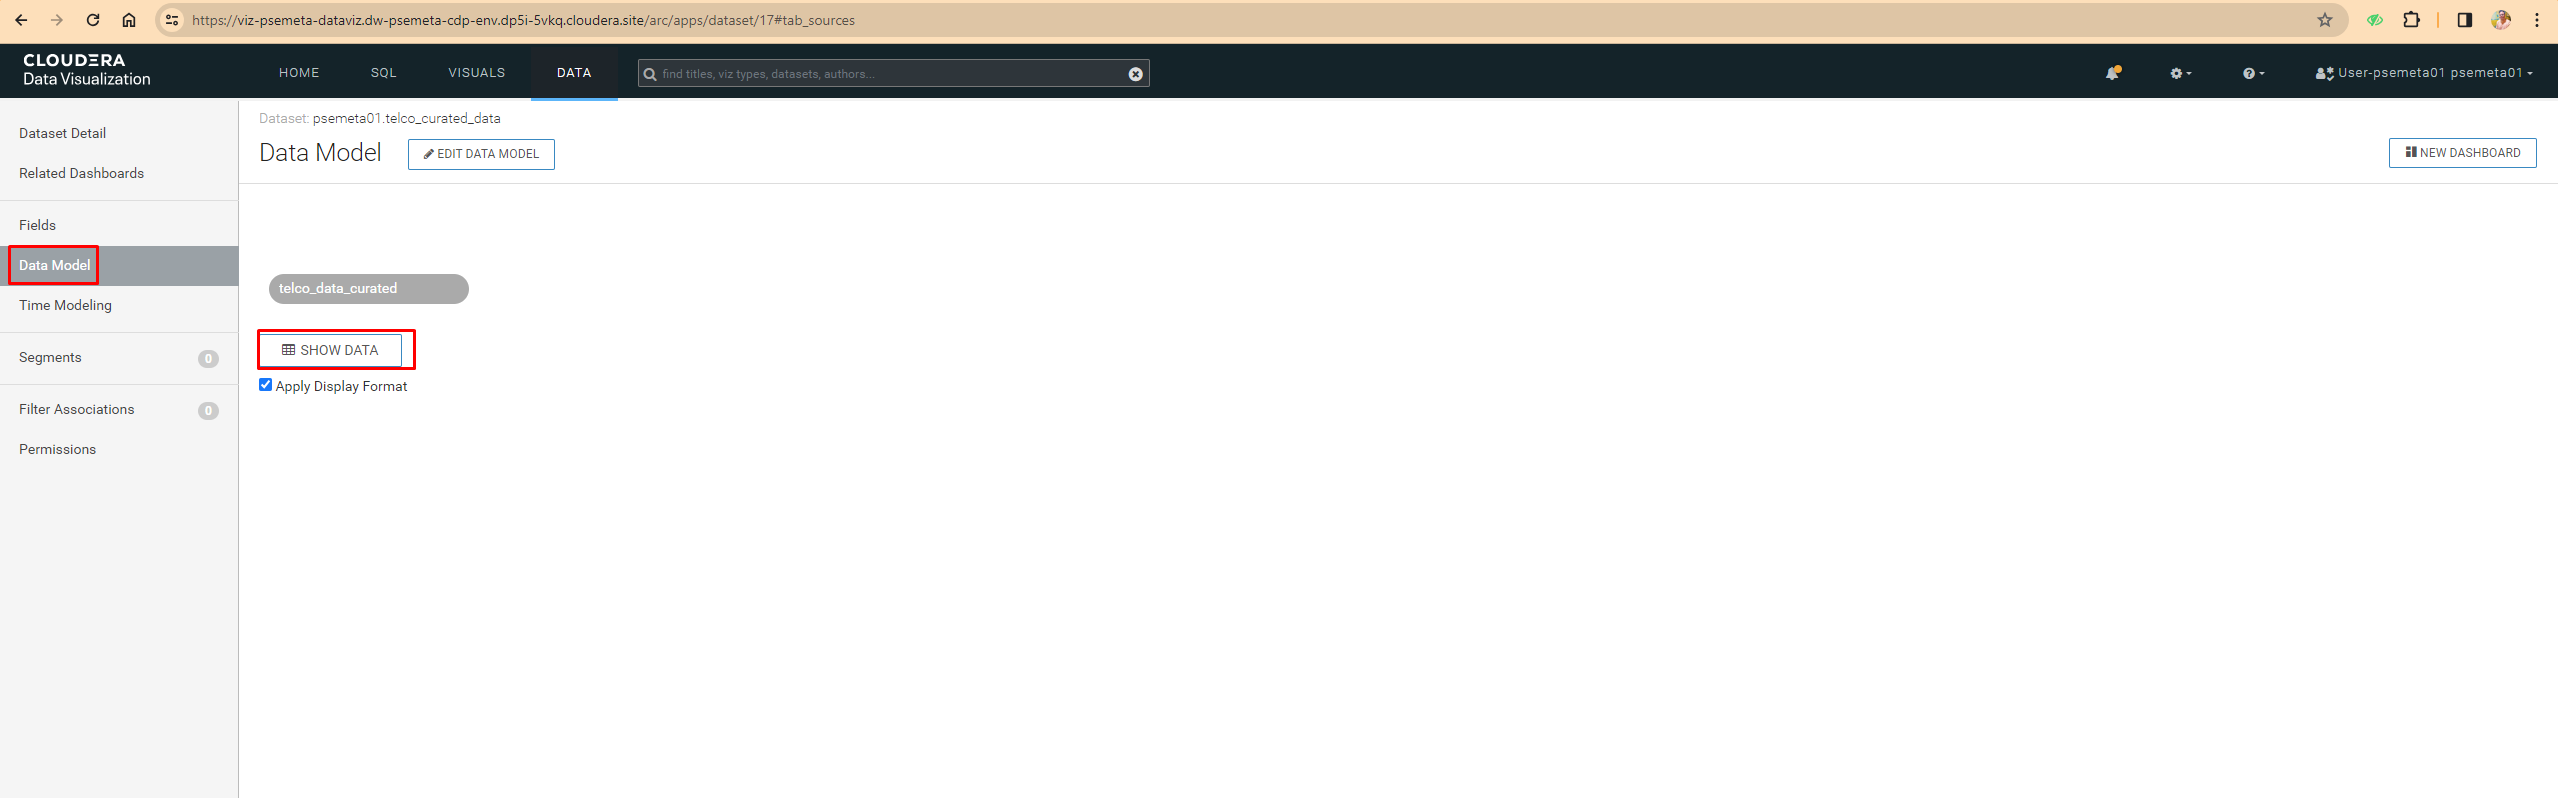 https://viz-psemeta-dataviz.dw-psemeta-cdp-env.dp5i-5vkq.cloudera.site/arc/apps/dataset/17#tab_sources
CLOUDERA
Data Visualization
HOME
SQL
VISUALS
DATA
find titles, viz types, datasets, authors...
User-psemeta01 psemeta01
Dataset Detail
Related Dashboards
Fields
Data Model
Time Modeling
Segments 0
Filter Associations 0
Permissions
Dataset: psemeta01.telco_curated_data
Data Model
EDIT DATA MODEL
NEW DASHBOARD
telco_data_curated
SHOW DATA
Apply Display Format